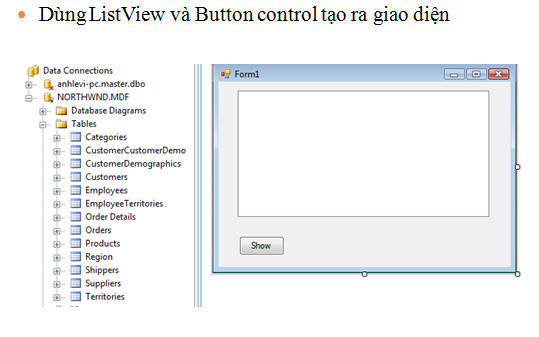 Dùng ListView và Button control tạo ra giao diện
Data Connections
anhlevi-pc.master.dbo
NORTHWND.MDF
Database Diagrams
Tables
Categories
CustomerCustomerDemo
CustomerDemographics
Customers
Employees
EmployeeTerritories
Order Details
Orders
Products
Region
Shippers
Suppliers
Territories
Form1
Show